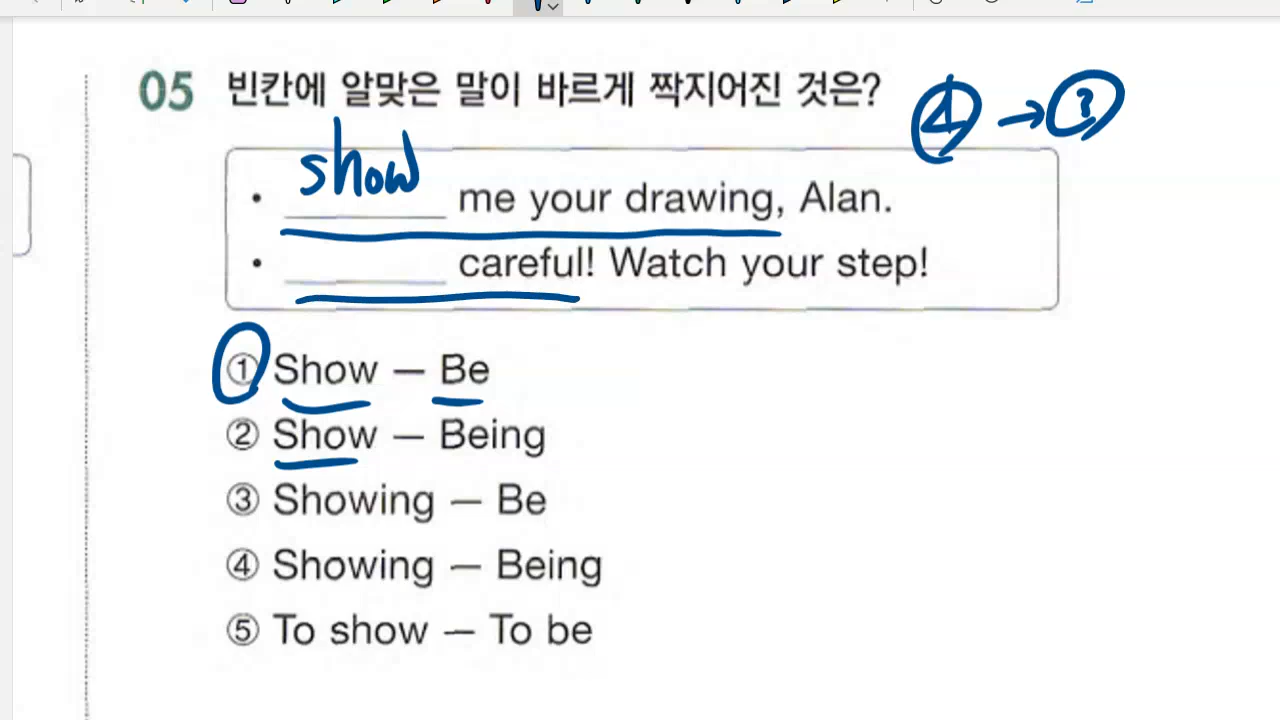 05 빈칸에 알맞은 말이 바르게 짝지어진 것은?
④ → ?
show
• ________ me your drawing, Alan.
• ________ careful! Watch your step!
① Show — Be
② Show — Being
③ Showing — Be
④ Showing — Being
⑤ To show — To be